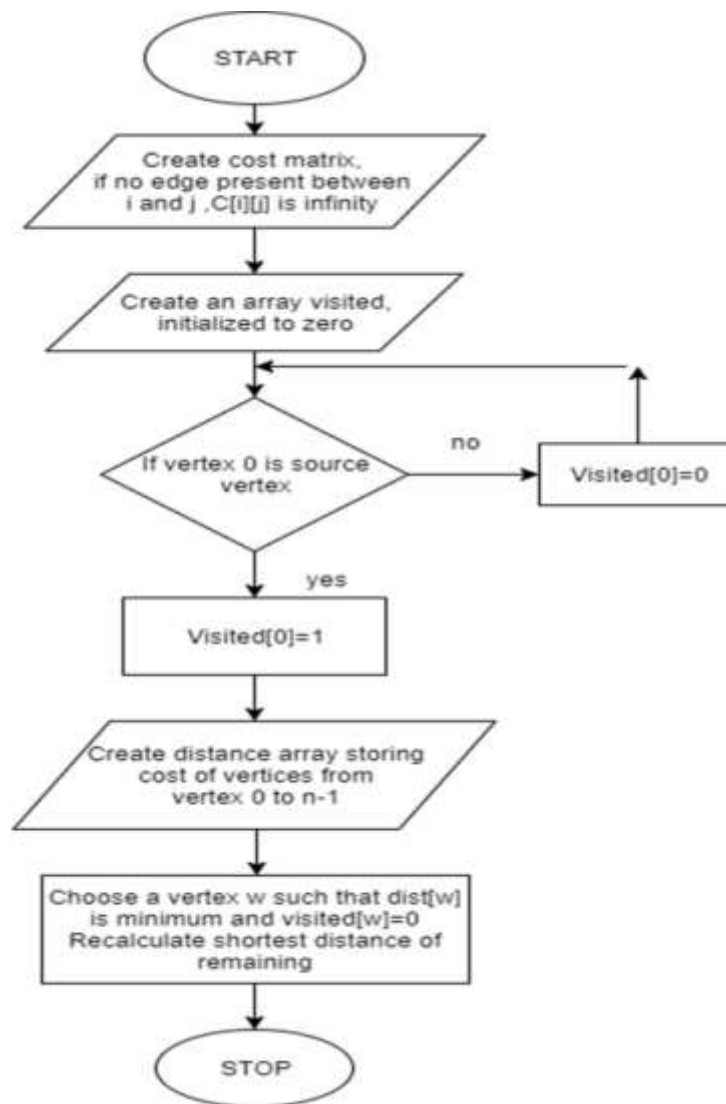 START
Create cost matrix,
if no edge present between
i and j ,C[i][j] is infinity
Create an array visited,
initialized to zero
If vertex 0 is source
vertex
no
Visited[0]=0
yes
Visited[0]=1
Create distance array storing
cost of vertices from
vertex 0 to n-1
Choose a vertex w such that dist[w]
is minimum and visited[w]=0
Recalculate shortest distance of
remaining
STOP